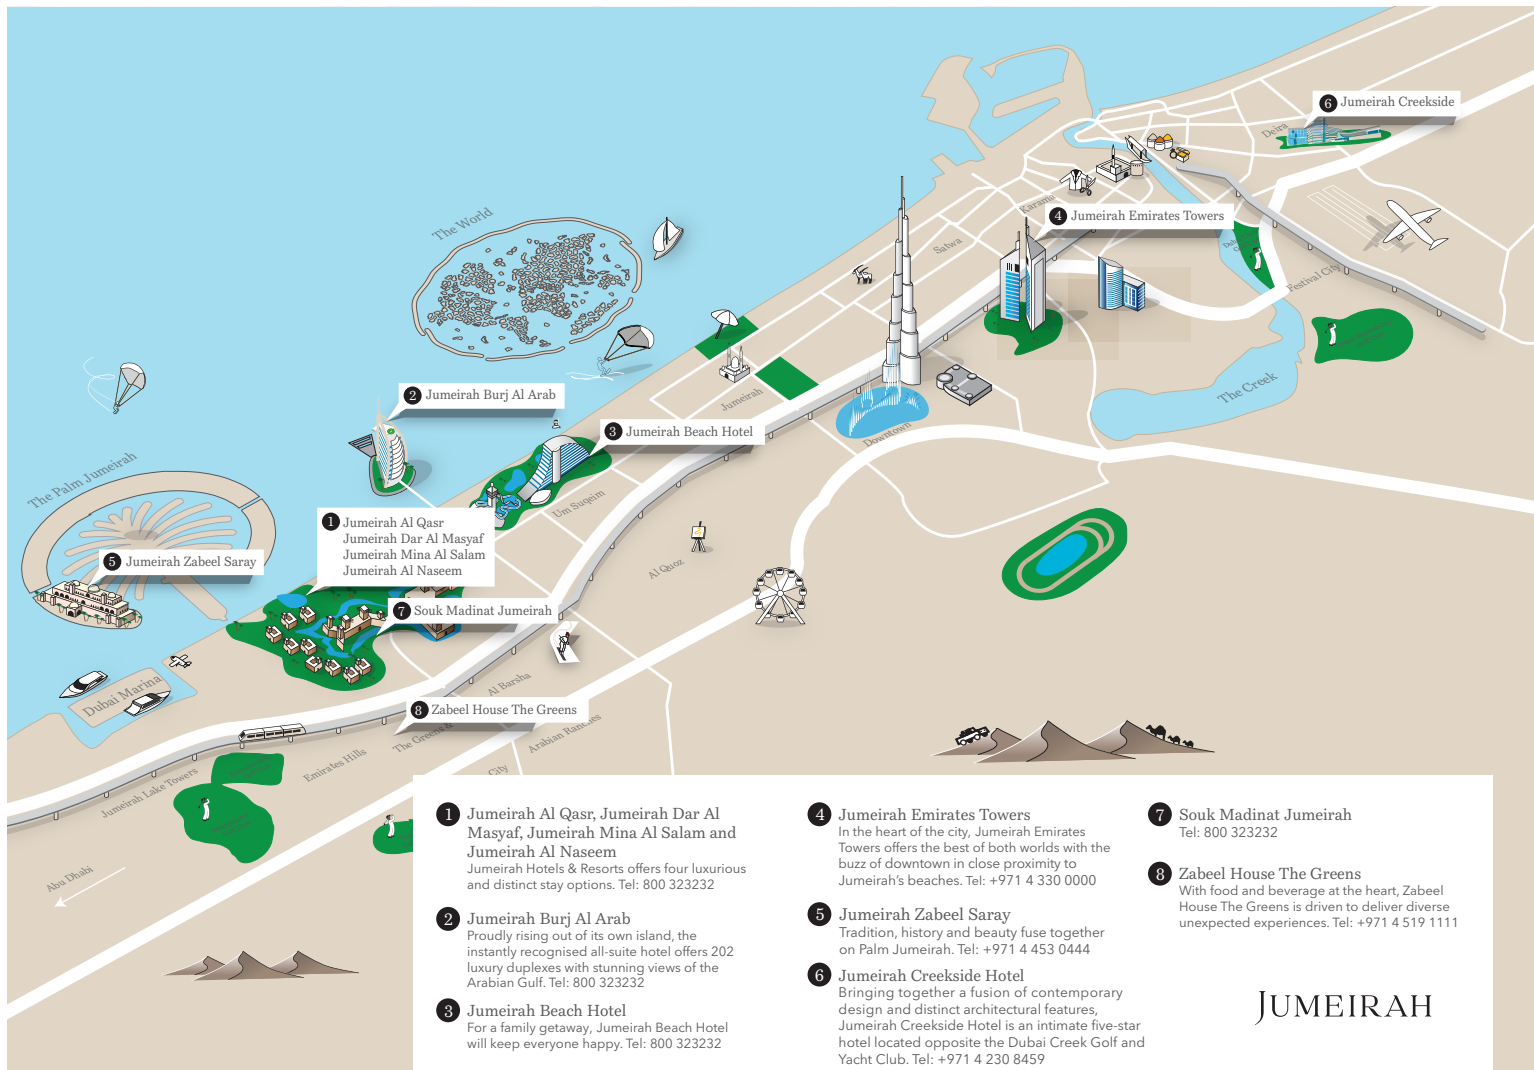 6 Jumeirah Creekside
Deira
Karama
4 Jumeirah Emirates Towers
The World
Satwa
Festival City
2 Jumeirah Burj Al Arab
Jumeirah
The Creek
3 Jumeirah Beach Hotel
Downtown
The Palm Jumeirah
Um Suqeim
1 Jumeirah Al Qasr
Jumeirah Dar Al Masyaf
Jumeirah Mina Al Salam
Jumeirah Al Naseem
5 Jumeirah Zabeel Saray
Al Quoz
7 Souk Madinat Jumeirah
Dubai Marina
Al Barsha
8 Zabeel House The Greens
The Greens &
Arabian Ranches
Emirates Hills
City
Jumeirah Lake Towers
Abu Dhabi
1 Jumeirah Al Qasr, Jumeirah Dar Al
Masyaf, Jumeirah Mina Al Salam and
Jumeirah Al Naseem
Jumeirah Hotels & Resorts offers four luxurious
and distinct stay options. Tel: 800 323232
2 Jumeirah Burj Al Arab
Proudly rising out of its own island, the
instantly recognised all-suite hotel offers 202
luxury duplexes with stunning views of the
Arabian Gulf. Tel: 800 323232
3 Jumeirah Beach Hotel
For a family getaway, Jumeirah Beach Hotel
will keep everyone happy. Tel: 800 323232
4 Jumeirah Emirates Towers
In the heart of the city, Jumeirah Emirates
Towers offers the best of both worlds with the
buzz of downtown in close proximity to
Jumeirah's beaches. Tel: +971 4 330 0000
5 Jumeirah Zabeel Saray
Tradition, history and beauty fuse together
on Palm Jumeirah. Tel: +971 4 453 0444
6 Jumeirah Creekside Hotel
Bringing together a fusion of contemporary
design and distinct architectural features,
Jumeirah Creekside Hotel is an intimate five-star
hotel located opposite the Dubai Creek Golf and
Yacht Club. Tel: +971 4 230 8459
7 Souk Madinat Jumeirah
Tel: 800 323232
8 Zabeel House The Greens
With food and beverage at the heart, Zabeel
House The Greens is driven to deliver diverse
unexpected experiences. Tel: +971 4 519 1111
JUMEIRAH